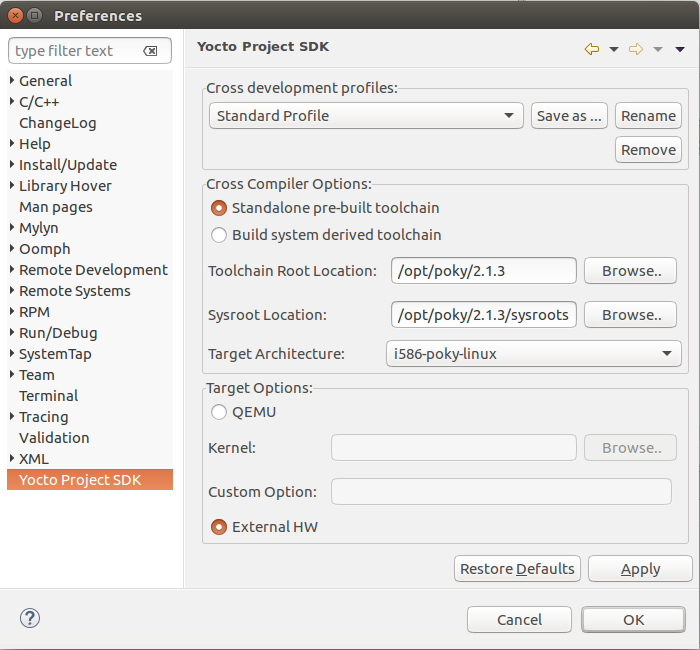 Preferences
type filter text
General
C/C++
ChangeLog
Help
Install/Update
Library Hover
Man pages
Mylyn
Oomph
Remote Development
Remote Systems
RPM
Run/Debug
SystemTap
Team
Terminal
Tracing
Validation
XML
Yocto Project SDK
Yocto Project SDK
Cross development profiles:
Standard Profile Save as ... Rename
Remove
Cross Compiler Options:
Standalone pre-built toolchain
Build system derived toolchain
Toolchain Root Location: /opt/poky/2.1.3 Browse..
Sysroot Location: /opt/poky/2.1.3/sysroots Browse..
Target Architecture: i586-poky-linux
Target Options:
QEMU
Kernel: Browse..
Custom Option:
External HW
Restore Defaults Apply
? Cancel OK